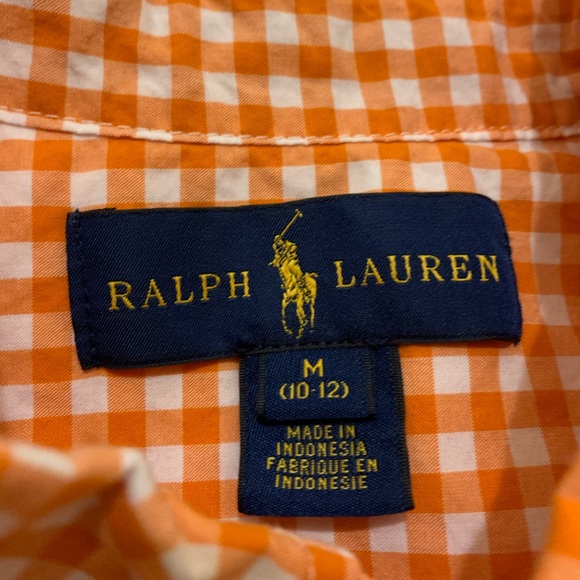 RALPH LAUREN
M
(10-12)
MADE IN
INDONESIA
FABRIQUE EN
INDONESIE